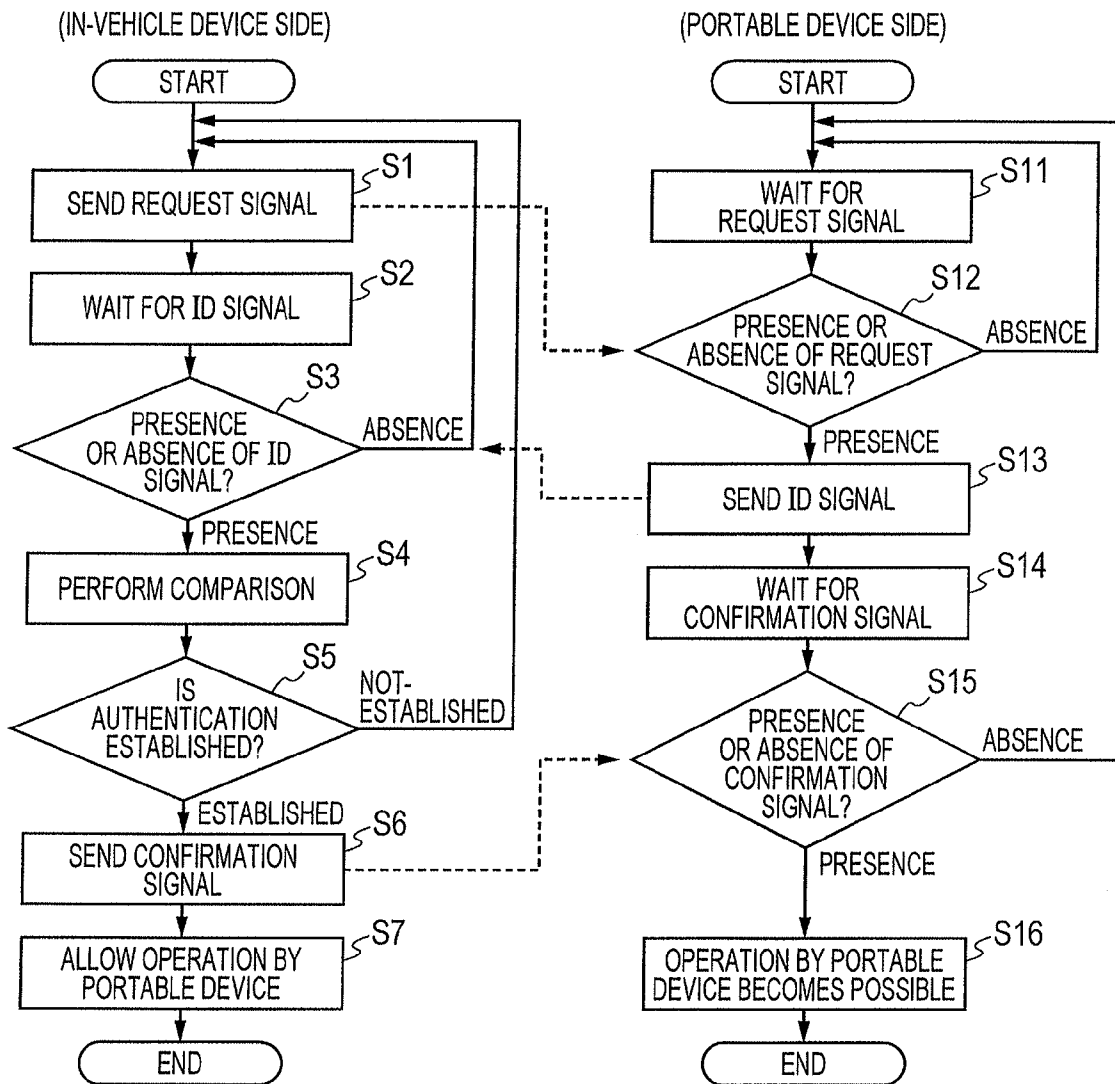 (IN-VEHICLE DEVICE SIDE)
START
S1
SEND REQUEST SIGNAL
S2
WAIT FOR ID SIGNAL
S3
PRESENCE
OR ABSENCE OF ID
SIGNAL?
ABSENCE
PRESENCE
S4
PERFORM COMPARISON
S5
IS
AUTHENTICATION
ESTABLISHED?
NOT-
ESTABLISHED
ESTABLISHED
S6
SEND CONFIRMATION
SIGNAL
S7
ALLOW OPERATION BY
PORTABLE DEVICE
END
(PORTABLE DEVICE SIDE)
START
S11
WAIT FOR
REQUEST SIGNAL
S12
PRESENCE OR
ABSENCE OF REQUEST
SIGNAL?
ABSENCE
PRESENCE
S13
SEND ID SIGNAL
S14
WAIT FOR
CONFIRMATION SIGNAL
S15
PRESENCE
OR ABSENCE OF
CONFIRMATION
SIGNAL?
ABSENCE
PRESENCE
S16
OPERATION BY PORTABLE
DEVICE BECOMES POSSIBLE
END